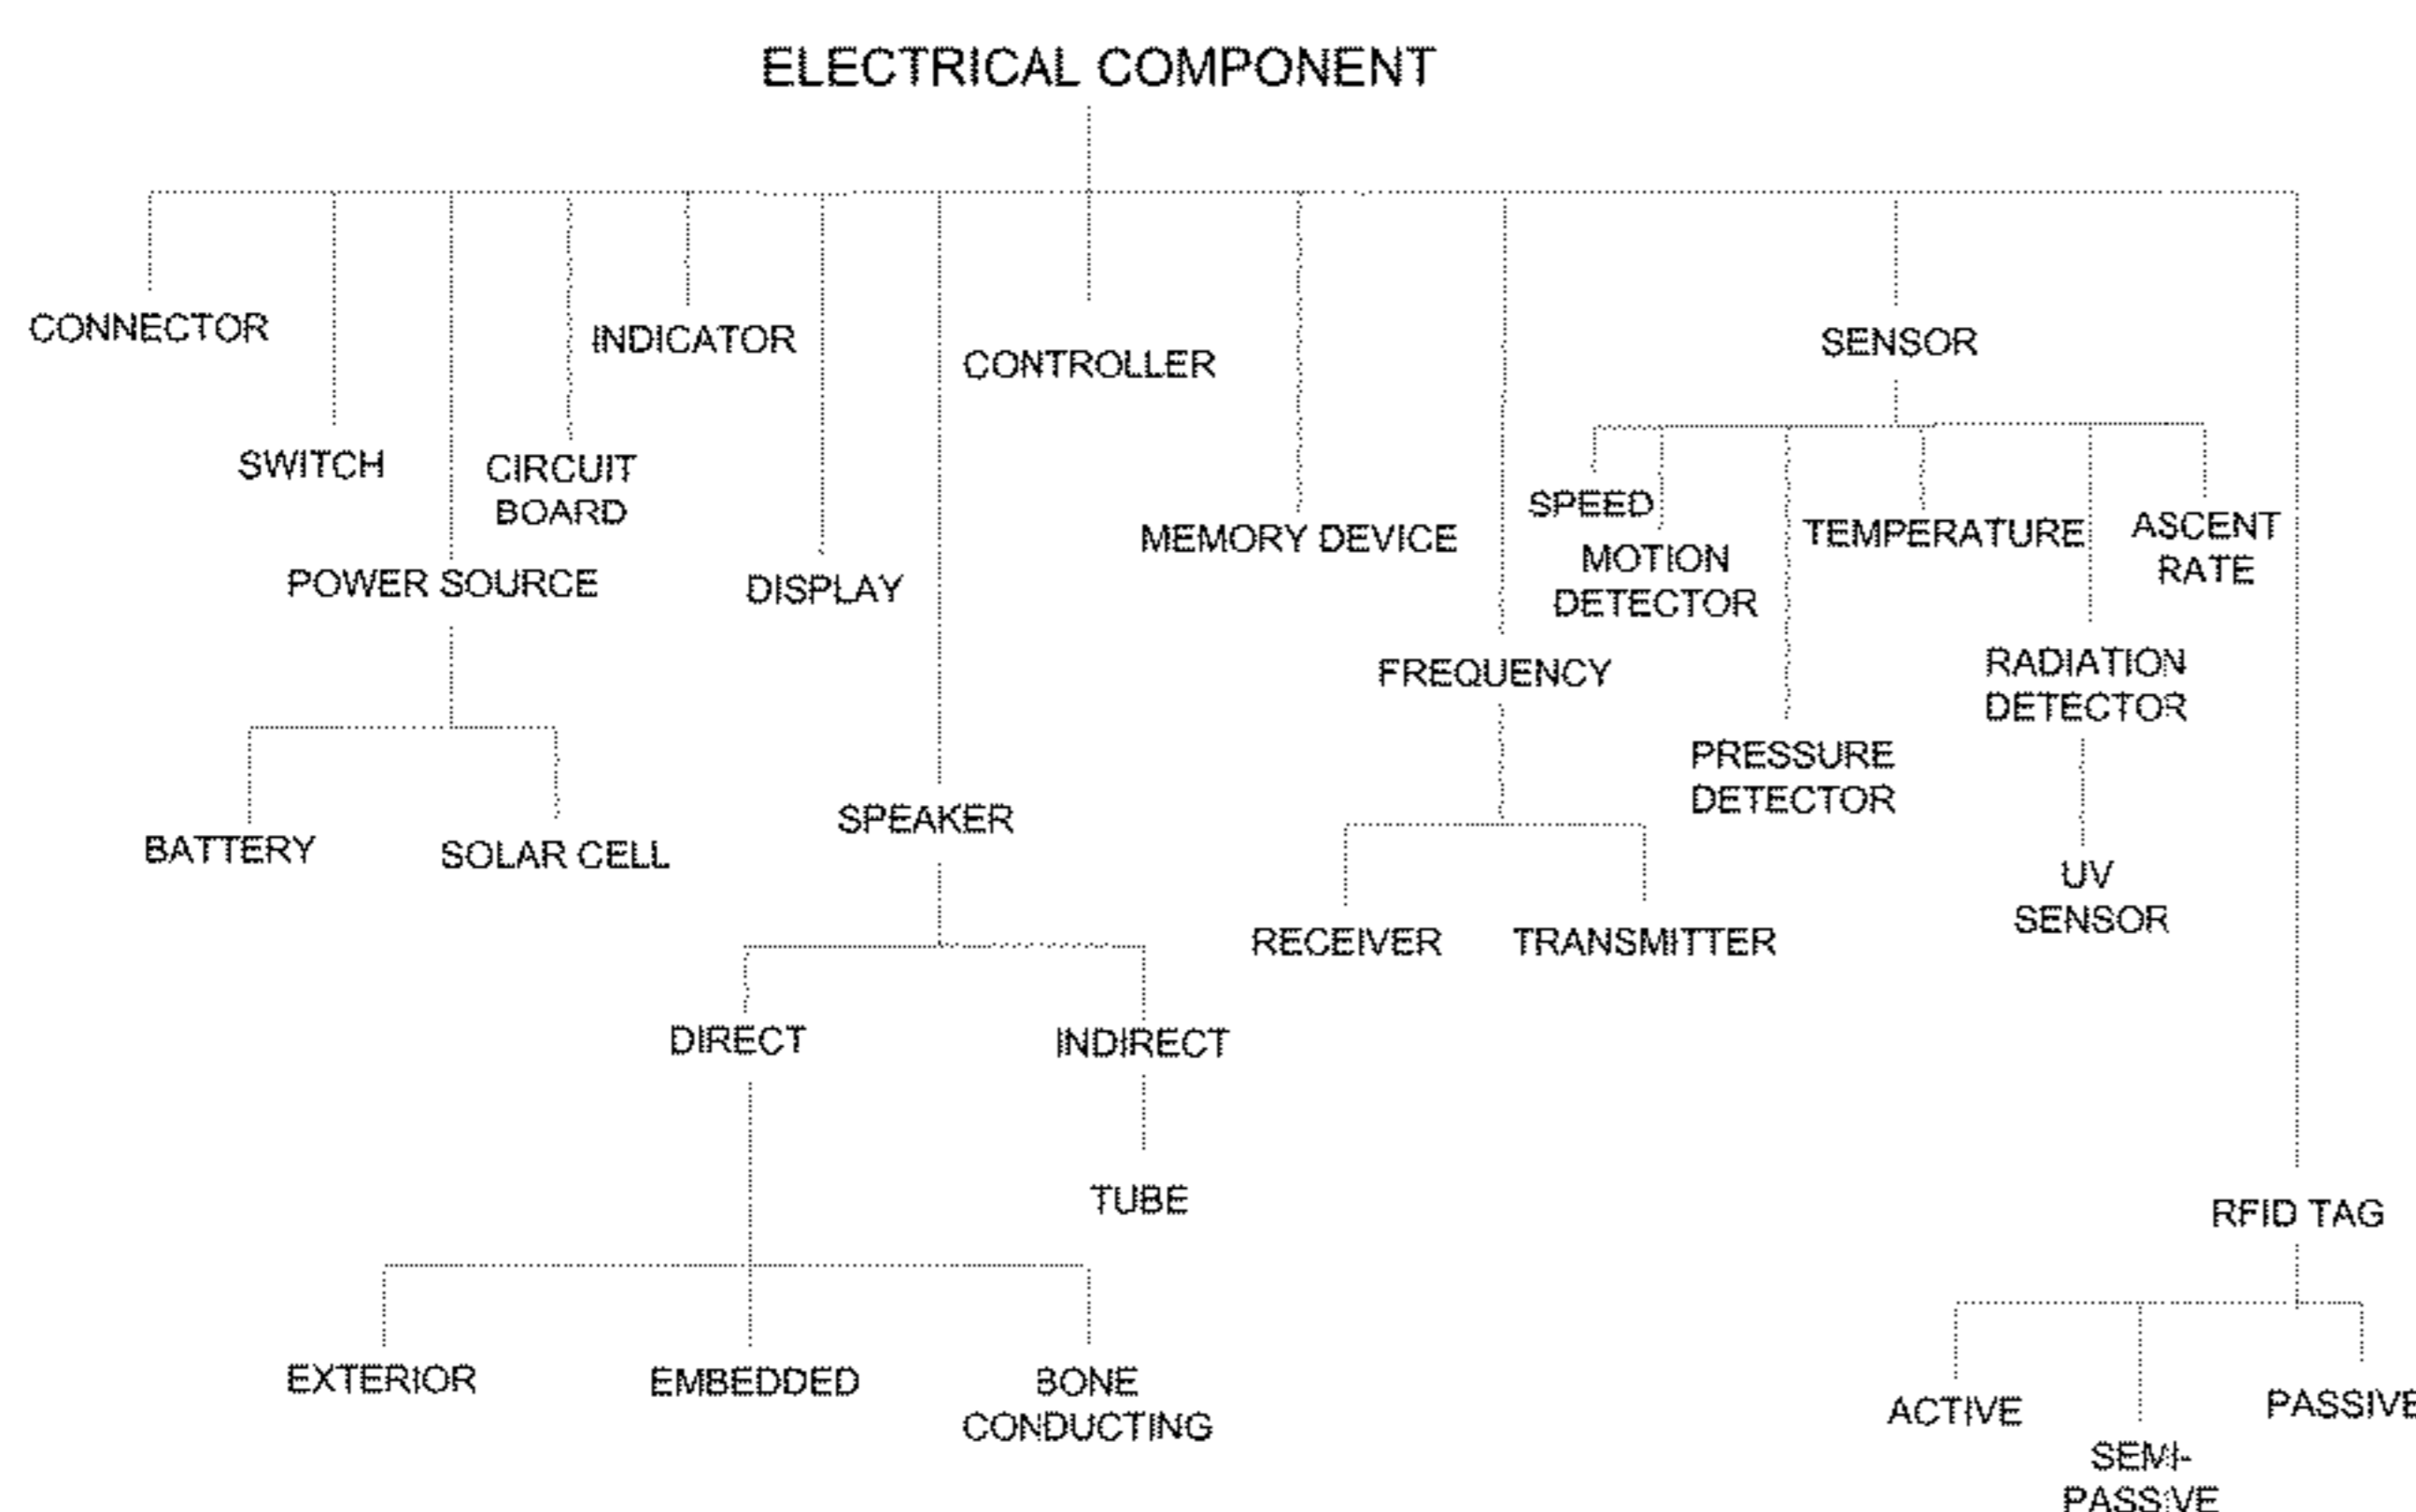 ELECTRICAL COMPONENT
CONNECTOR
INDICATOR
CONTROLLER
SENSOR
SWITCH
CIRCUIT
BOARD
POWER SOURCE
DISPLAY
MEMORY DEVICE
SPEED
MOTION
DETECTOR
TEMPERATURE
ASCENT
RATE
FREQUENCY
RADIATION
DETECTOR
PRESSURE
DETECTOR
BATTERY
SOLAR CELL
SPEAKER
UV
SENSOR
RECEIVER
TRANSMITTER
DIRECT
INDIRECT
TUBE
RFID TAG
EXTERIOR
EMBEDDED
BONE
CONDUCTING
ACTIVE
SEMI-
PASSIVE
PASSIVE